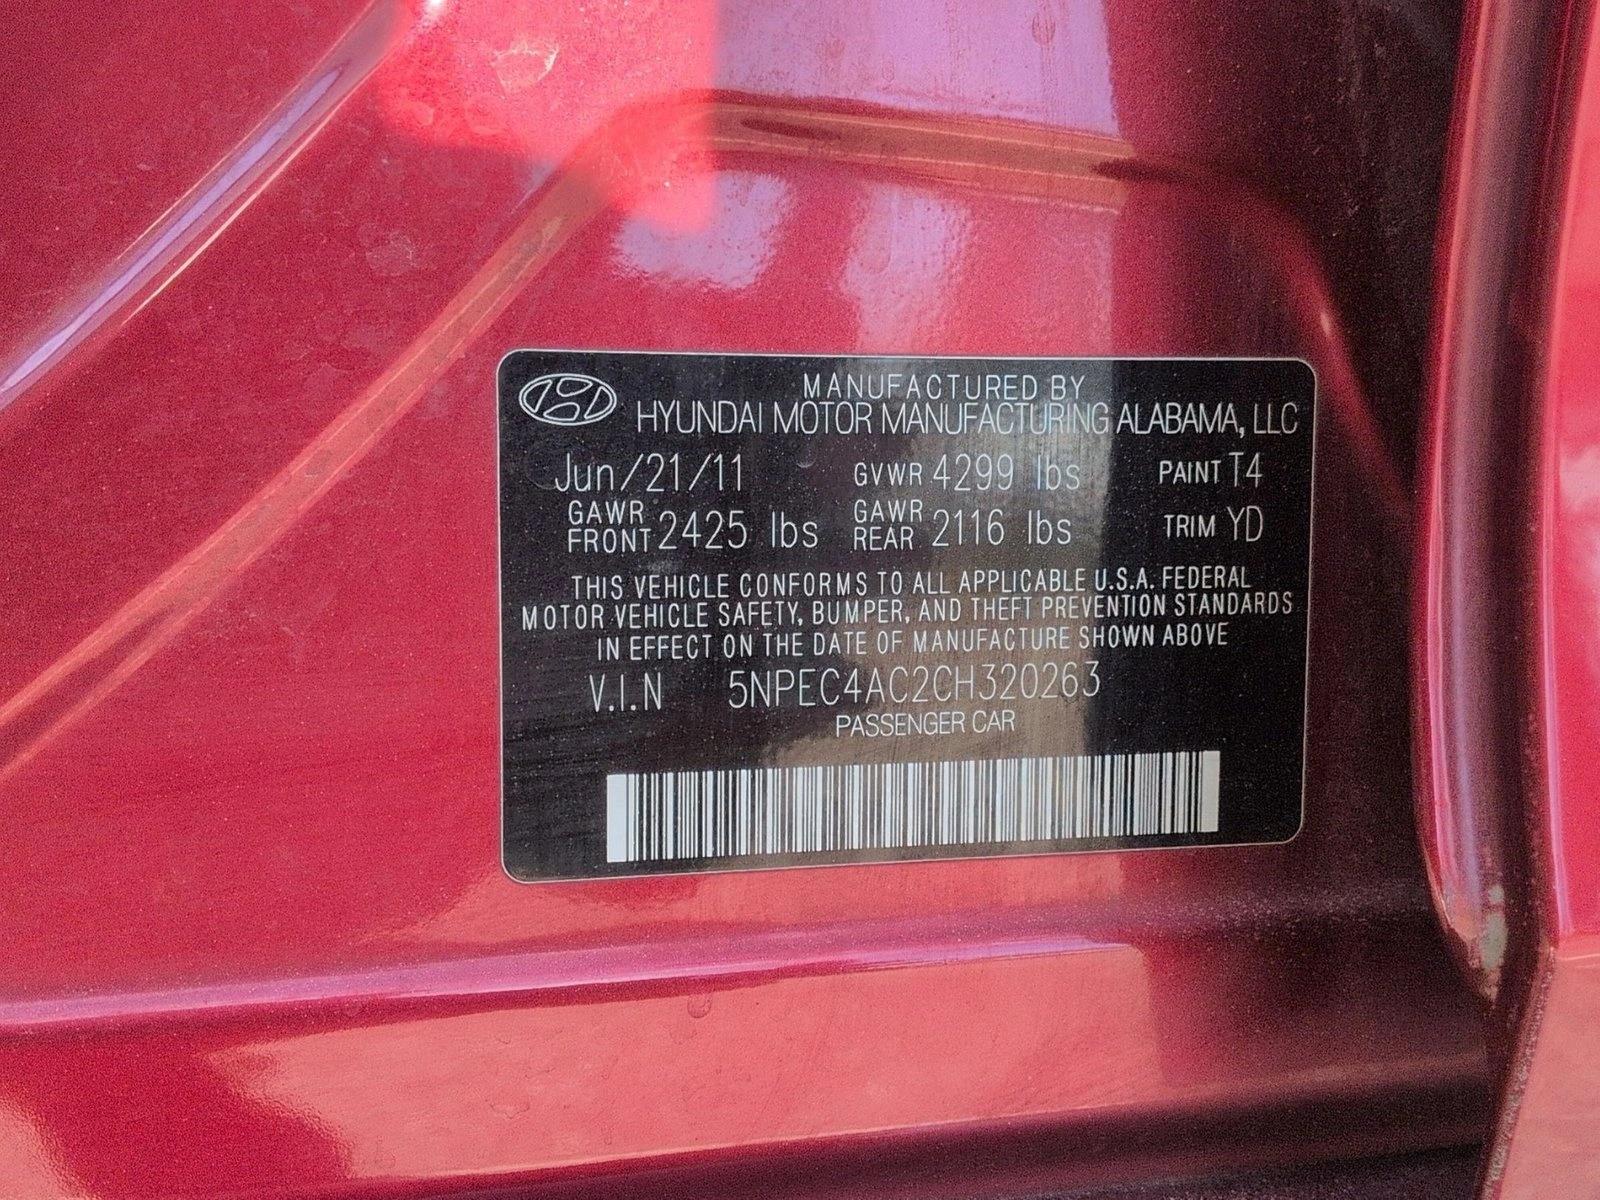 MANUFACTURED BY
HYUNDAI MOTOR MANUFACTURING ALABAMA, LLC
Jun/21/11 GVWR 4299 lbs PAINT T4
GAWR FRONT 2425 lbs GAWR REAR 2116 lbs TRIM YD
THIS VEHICLE CONFORMS TO ALL APPLICABLE U.S.A. FEDERAL
MOTOR VEHICLE SAFETY, BUMPER, AND THEFT PREVENTION STANDARDS
IN EFFECT ON THE DATE OF MANUFACTURE SHOWN ABOVE
V.I.N 5NPEC4AC2CH320263
PASSENGER CAR